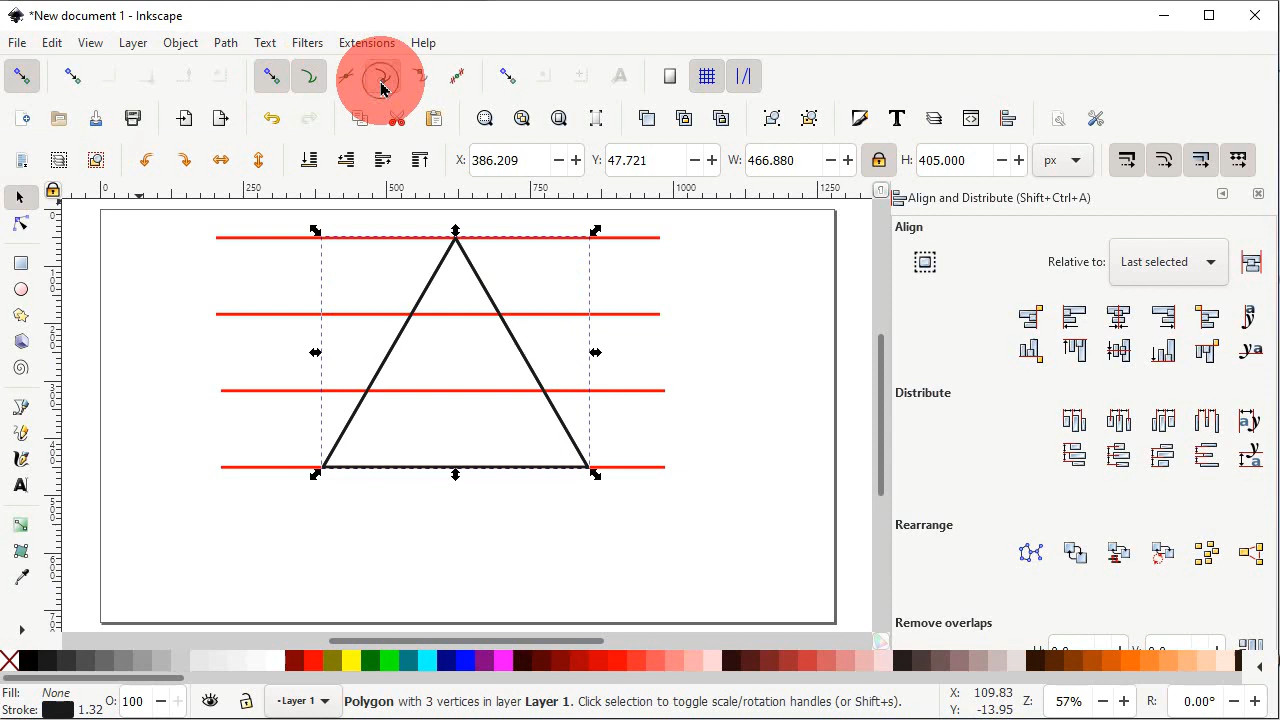 *New document 1 - Inkscape
File Edit View Layer Object Path Text Filters Extensions Help
X: 386.209 Y: 47.721 W: 466.880 H: 405.000 px
0 250 500 750 1000 1250
Align and Distribute (Shift+Ctrl+A)
Align
Relative to: Last selected
Distribute
Rearrange
Remove overlaps
Fill: None
Stroke: 1.32
O: 100
-Layer 1
Polygon with 3 vertices in layer Layer 1. Click selection to toggle scale/rotation handles (or Shift+s).
X: 109.83
Y: -13.95
Z: 57%
R: 0.00°